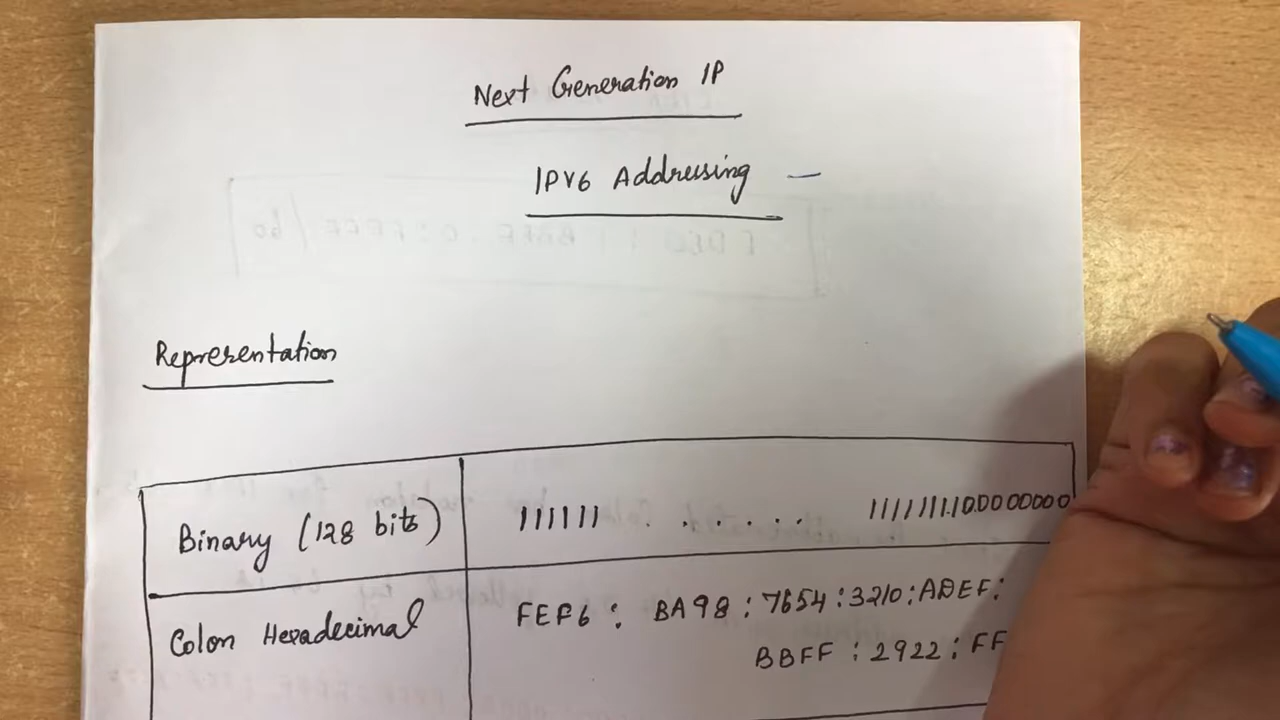 Next Generation IP
IPV6 Addressing —
Representation
Binary (128 bits)
111111 . . . . . .
Colon Hexadecimal
FEF6 : BA98 : 7654 : 3210 : ADEF :
BBFF : 2922 : FF